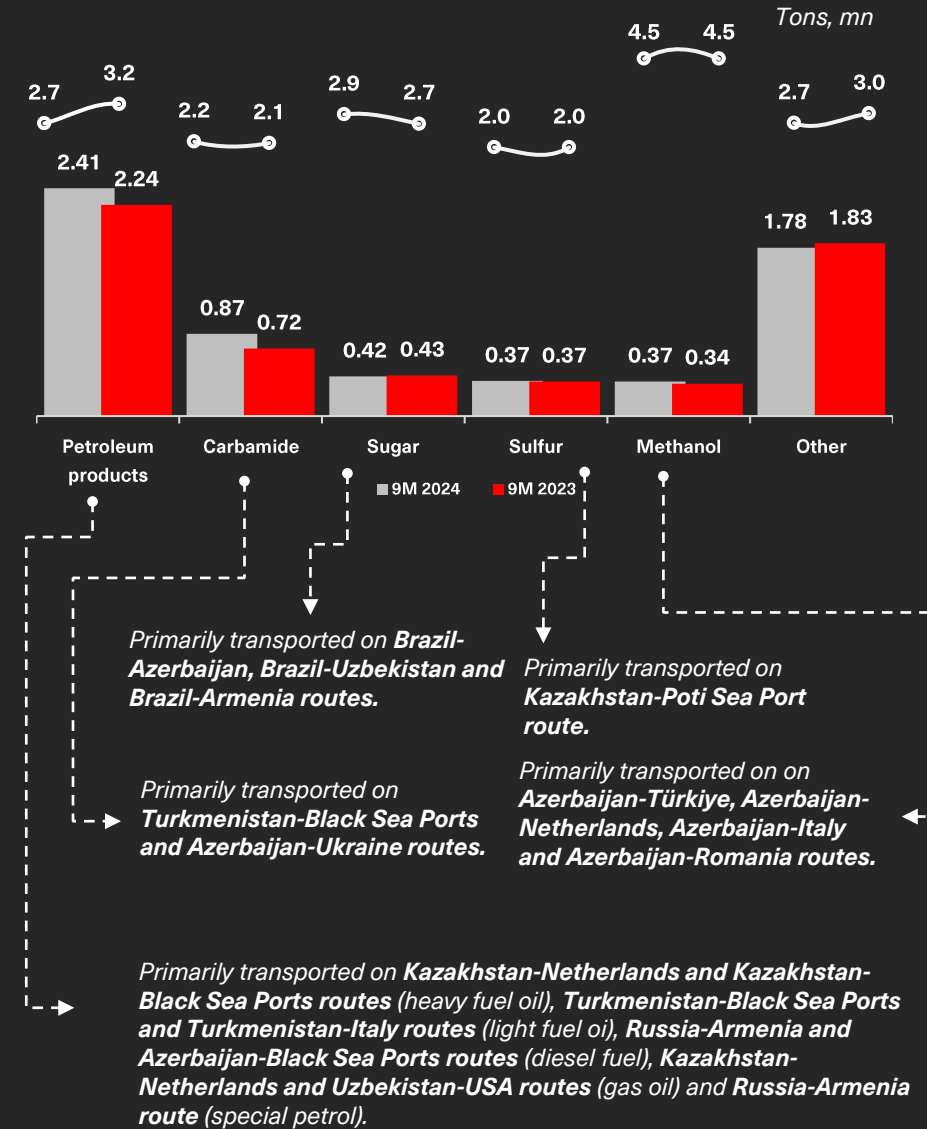 Tons, mn
4.5 4.5
2.7 3.2 2.2 2.1 2.9 2.7 2.0 2.0 2.7 3.0
2.41 2.24 0.87 0.72 0.42 0.43 0.37 0.37 0.37 0.34 1.78 1.83
Petroleum
products
Carbamide
Sugar
Sulfur
Methanol
Other
9M 2024 9M 2023
Primarily transported on Brazil-
Azerbaijan, Brazil-Uzbekistan and
Brazil-Armenia routes.
Primarily transported on
Kazakhstan-Poti Sea Port
route.
Primarily transported on
Turkmenistan-Black Sea Ports
and Azerbaijan-Ukraine routes.
Primarily transported on on
Azerbaijan-Türkiye, Azerbaijan-
Netherlands, Azerbaijan-Italy
and Azerbaijan-Romania routes.
Primarily transported on Kazakhstan-Netherlands and Kazakhstan-
Black Sea Ports routes (heavy fuel oil), Turkmenistan-Black Sea Ports
and Turkmenistan-Italy routes (light fuel oi), Russia-Armenia and
Azerbaijan-Black Sea Ports routes (diesel fuel), Kazakhstan-
Netherlands and Uzbekistan-USA routes (gas oil) and Russia-Armenia
route (special petrol).